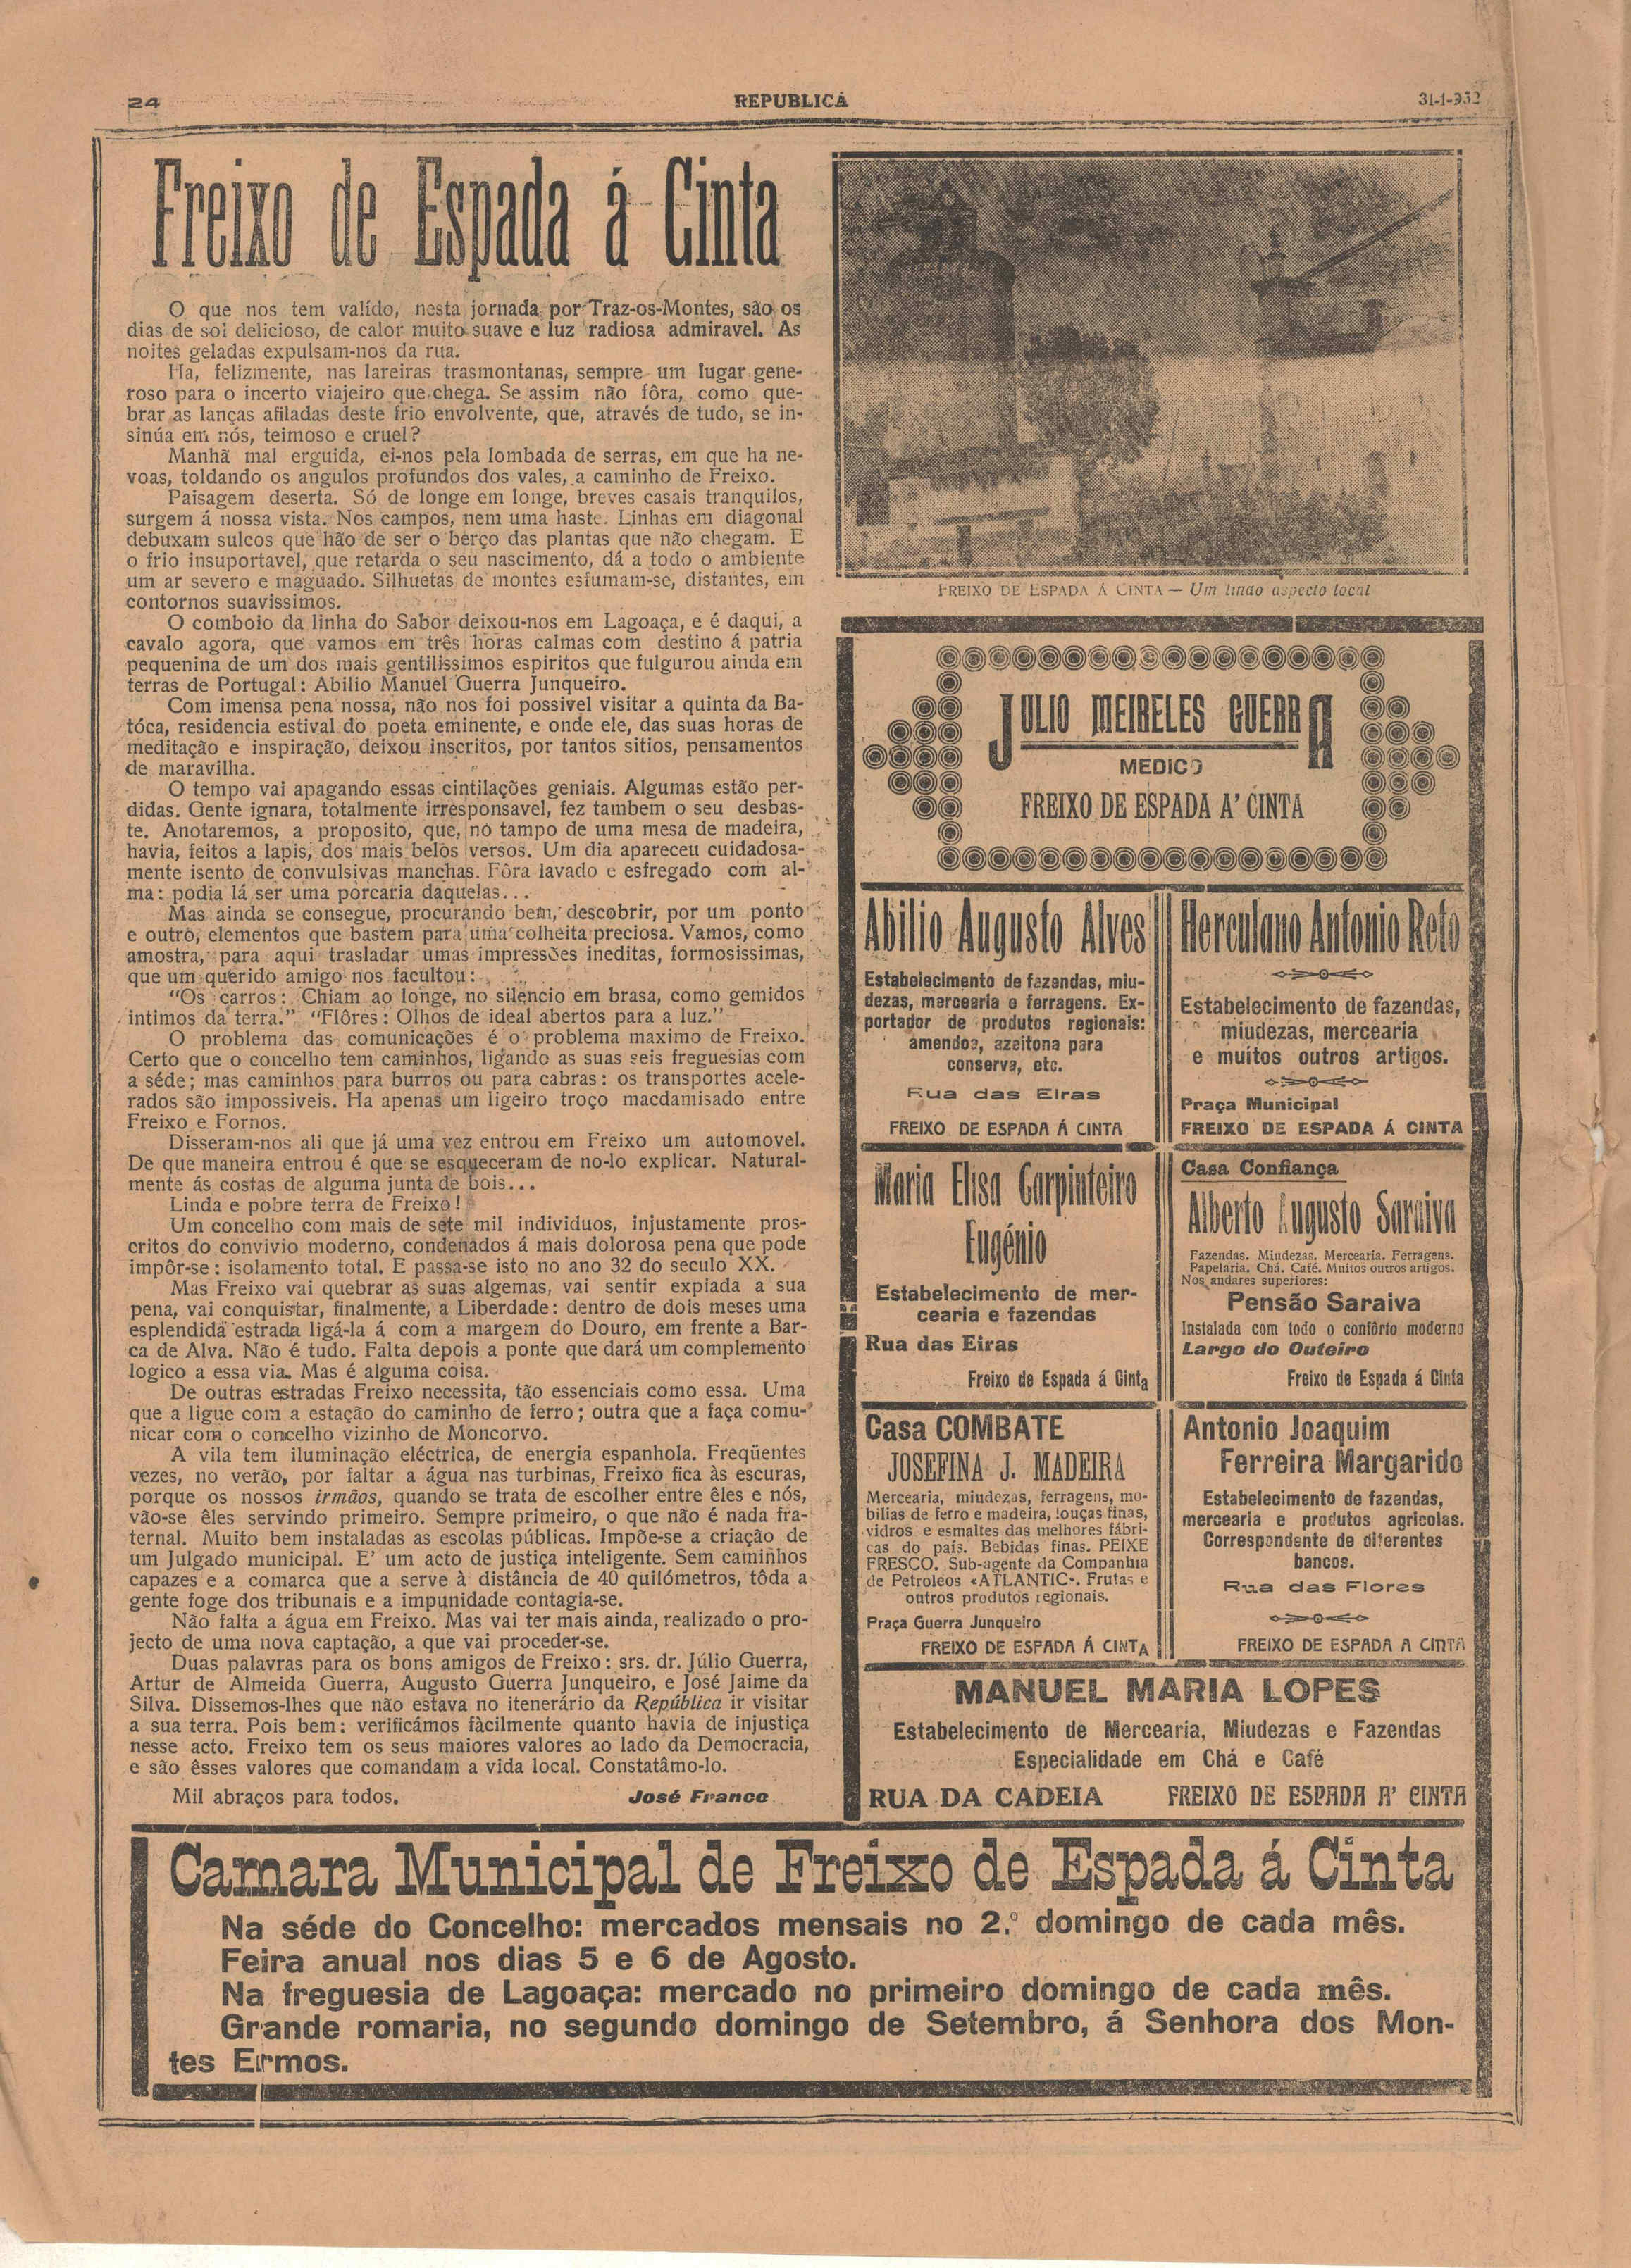 24
REPUBLICA
31-1-932
Freixo de Espada á Cinta
O que nos tem valído, nesta jornada por Traz-os-Montes, são os
dias de sol delicioso, de calor muito suave e luz radiosa admiravel. As
noites geladas expulsam-nos da rua.
Ha, felizmente, nas lareiras trasmontanas, sempre um lugar gene-
roso para o incerto viajeiro que chega. Se assim não fôra, como que-
brar as lanças afiladas deste frio envolvente, que, através de tudo, se in-
sinúa em nós, teimoso e cruel?
Manhã mal erguida, ei-nos pela lombada de serras, em que ha ne-
voas, toldando os angulos profundos dos vales, a caminho de Freixo.
Paisagem deserta. Só de longe em longe, breves casais tranquilos,
surgem á nossa vista. Nos campos, nem uma haste. Linhas em diagonal
debuxam sulcos que hão de ser o berço das plantas que não chegam. E
o frio insuportavel, que retarda o seu nascimento, dá a todo o ambiente
um ar severo e maguado. Silhuetas de montes esfumam-se, distantes, em
contornos suavissimos.
O comboio da linha do Sabor deixou-nos em Lagoaça, e é daqui, a
cavalo agora, que vamos em três horas calmas com destino á patria
pequenina de um dos mais gentilissimos espiritos que fulgurou ainda em
terras de Portugal: Abilio Manuel Guerra Junqueiro.
Com imensa pena nossa, não nos foi possivel visitar a quinta da Ba-
tóca, residencia estival do poeta eminente, e onde ele, das suas horas de
meditação e inspiração, deixou inscritos, por tantos sitios, pensamentos
de maravilha.
O tempo vai apagando essas cintilações geniais. Algumas estão per-
didas. Gente ignara, totalmente irresponsavel, fez tambem o seu desbas-
te. Anotaremos, a proposito, que, no tampo de uma mesa de madeira,
havia, feitos a lapis, dos mais belos versos. Um dia apareceu cuidadosa-
mente isento de convulsivas manchas. Fôra lavado e esfregado com al-
ma: podia lá ser uma porcaria daquelas...
Mas ainda se consegue, procurando bem, descobrir, por um ponto
e outro, elementos que bastem para uma colheita preciosa. Vamos, como
amostra, para aqui trasladar umas impressões ineditas, formosissimas,
que um querido amigo nos facultou:
"Os carros: Chiam ao longe, no silencio em brasa, como gemidos
intimos da terra." "Flôres: Olhos de ideal abertos para a luz."
O problema das comunicações é o problema maximo de Freixo.
Certo que o concelho tem caminhos, ligando as suas seis freguesias com
a séde; mas caminhos para burros ou para cabras: os transportes acele-
rados são impossiveis. Ha apenas um ligeiro troço macdamisado entre
Freixo e Fornos.
Disseram-nos ali que já uma vez entrou em Freixo um automovel.
De que maneira entrou é que se esqueceram de no-lo explicar. Natural-
mente ás costas de alguma junta de bois...
Linda e pobre terra de Freixo!
Um concelho com mais de sete mil individuos, injustamente pros-
critos do convivio moderno, condenados á mais dolorosa pena que pode
impôr-se: isolamento total. E passa-se isto no ano 32 do seculo XX.
Mas Freixo vai quebrar as suas algemas, vai sentir expiada a sua
pena, vai conquistar, finalmente, a Liberdade: dentro de dois meses uma
esplendida estrada ligá-la á com a margem do Douro, em frente a Bar-
ca de Alva. Não é tudo. Falta depois a ponte que dará um complemento
logico a essa via. Mas é alguma coisa.
De outras estradas Freixo necessita, tão essenciais como essa. Uma
que a ligue com a estação do caminho de ferro; outra que a faça comu-
nicar com o concelho vizinho de Moncorvo.
A vila tem iluminação eléctrica, de energia espanhola. Freqüentes
vezes, no verão, por faltar a água nas turbinas, Freixo fica às escuras,
porque os nossos irmãos, quando se trata de escolher entre êles e nós,
vão-se êles servindo primeiro. Sempre primeiro, o que não é nada fra-
ternal. Muito bem instaladas as escolas públicas. Impõe-se a criação de
um Julgado municipal. E' um acto de justiça inteligente. Sem caminhos
capazes e a comarca que a serve à distância de 40 quilómetros, tôda a
gente foge dos tribunais e a impunidade contagia-se.
Não falta a água em Freixo. Mas vai ter mais ainda, realizado o pro-
jecto de uma nova captação, a que vai proceder-se.
Duas palavras para os bons amigos de Freixo: srs. dr. Júlio Guerra,
Artur de Almeida Guerra, Augusto Guerra Junqueiro, e José Jaime da
Silva. Dissemos-lhes que não estava no itenerário da República ir visitar
a sua terra. Pois bem: verificámos fàcilmente quanto havia de injustiça
nesse acto. Freixo tem os seus maiores valores ao lado da Democracia,
e são êsses valores que comandam a vida local. Constatâmo-lo.
Mil abraços para todos.
José Franco
FREIXO DE ESPADA Á CINTA — Um lindo aspecto local
JULIO MEIRELES GUERRA
MEDICO
FREIXO DE ESPADA A' CINTA
Abilio Augusto Alves
Estabelecimento de fazendas, miu-
dezas, mercearia e ferragens. Ex-
portador de produtos regionais:
amendoa, azeitona para
conserva, etc.
Rua das Eiras
FREIXO DE ESPADA Á CINTA
Herculano Antonio Reto
Estabelecimento de fazendas,
miudezas, mercearia
e muitos outros artigos.
Praça Municipal
FREIXO DE ESPADA Á CINTA
Maria Elisa Carpinteiro
Eugénio
Estabelecimento de mer-
cearia e fazendas
Rua das Eiras
Freixo de Espada á Cinta
Casa Confiança
Alberto Augusto Saraiva
Fazendas. Miudezas. Mercearia. Ferragens.
Papelaria. Chá. Café. Muitos outros artigos.
Nos andares superiores:
Pensão Saraiva
Instalada com todo o confôrto moderno
Largo do Outeiro
Freixo de Espada á Cinta
Casa COMBATE
JOSEFINA J. MADEIRA
Mercearia, miudezas, ferragens, mo-
bilias de ferro e madeira, louças finas,
vidros e esmaltes das melhores fábri-
cas do país. Bebidas finas. PEIXE
FRESCO. Sub-agente da Companhia
de Petroleos «ATLANTIC». Frutas e
outros produtos regionais.
Praça Guerra Junqueiro
FREIXO DE ESPADA Á CINTA
Antonio Joaquim
Ferreira Margarido
Estabelecimento de fazendas,
mercearia e produtos agricolas.
Correspondente de diferentes
bancos.
Rua das Flores
FREIXO DE ESPADA A CINTA
MANUEL MARIA LOPES
Estabelecimento de Mercearia, Miudezas e Fazendas
Especialidade em Chá e Café
RUA DA CADEIA
FREIXO DE ESPADA A' CINTA
Camara Municipal de Freixo de Espada á Cinta
Na séde do Concelho: mercados mensais no 2.º domingo de cada mês.
Feira anual nos dias 5 e 6 de Agosto.
Na freguesia de Lagoaça: mercado no primeiro domingo de cada mês.
Grande romaria, no segundo domingo de Setembro, á Senhora dos Mon-
tes Ermos.